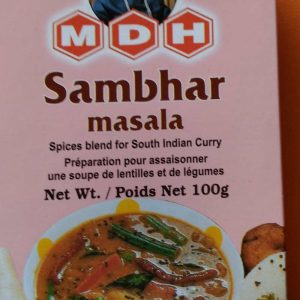 MDH
Sambhar
masala
Spices blend for South Indian Curry
Préparation pour assaisonner
une soupe de lentilles et de légumes
Net Wt. / Poids Net 100g